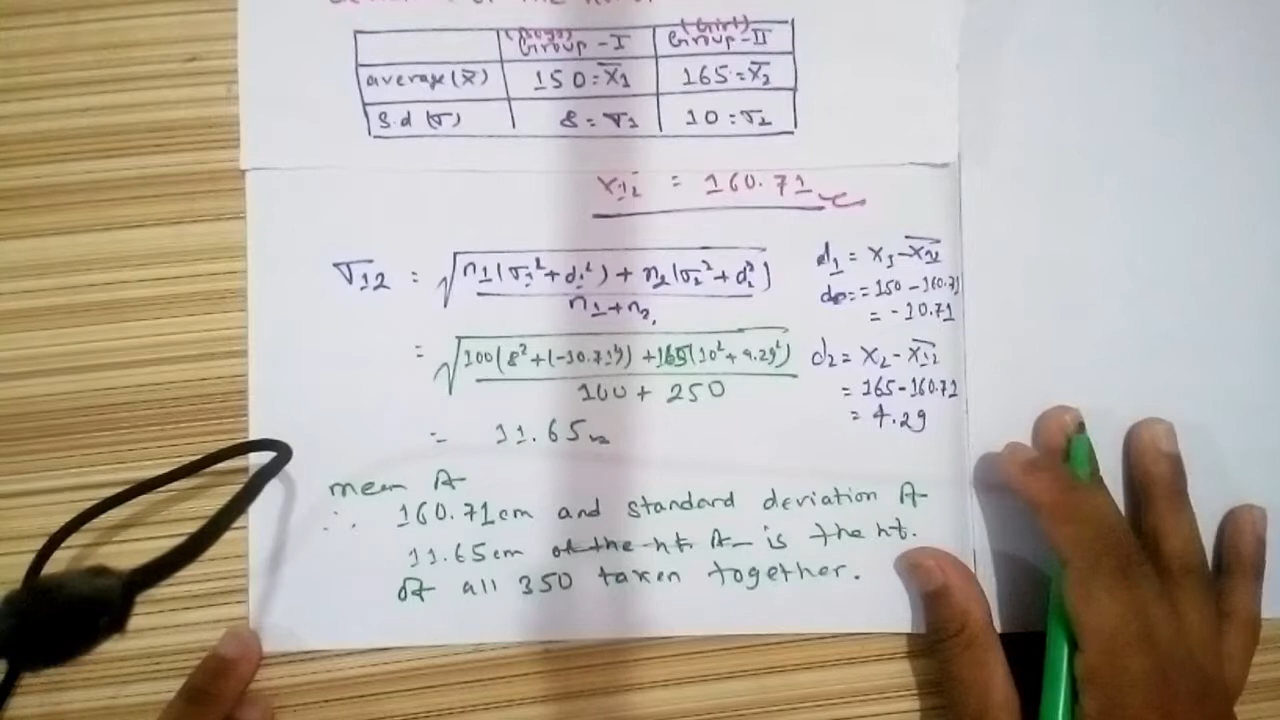 (Boys) (Girl)
Group - I Group - II
average (x̄) 150 = x̄₁ 165 = x̄₂
S.d (σ) 8 = σ₁ 10 = σ₂
x̄₁₂ = 160.71
σ₁₂ = √(n₁(σ₁² + d₁²) + n₂(σ₂² + d₂²) / n₁ + n₂)
d₁ = x₁ - x̄₁₂
= 150 - 160.71
= -10.71
= √(100(8² + (-10.71²)) + 165(10² + 4.29²) / 100 + 250)
d₂ = x₂ - x̄₁₂
= 165 - 160.71
= 4.29
= 11.65
mean
∴ 160.71cm and standard deviation
11.65cm of the ht. is the ht.
of all 350 taken together.